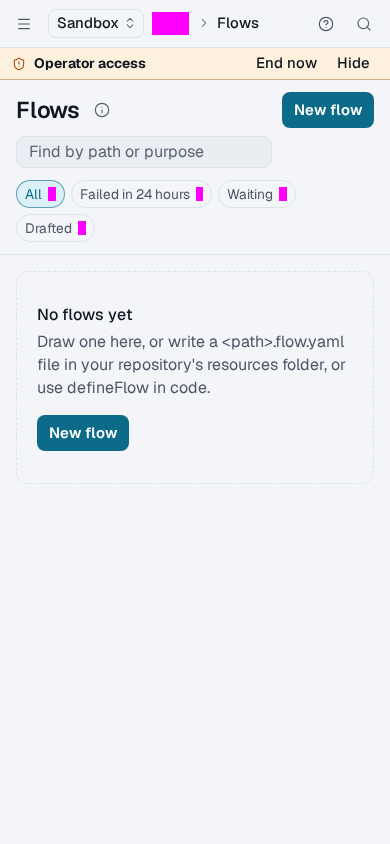 Sandbox > Flows
Operator access End now Hide
Flows New flow
Find by path or purpose
All Failed in 24 hours Waiting
Drafted
No flows yet
Draw one here, or write a <path>.flow.yaml
file in your repository's resources folder, or
use defineFlow in code.
New flow